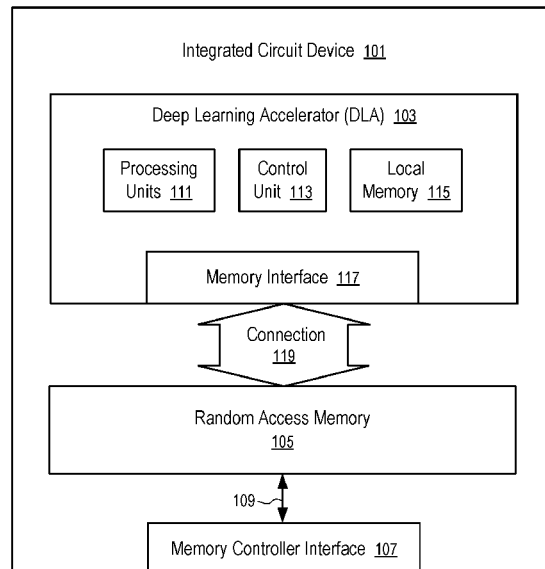 Integrated Circuit Device 101
Deep Learning Accelerator (DLA) 103
Processing
Units 111
Control
Unit 113
Local
Memory 115
Memory Interface 117
Connection
119
Random Access Memory
105
109
Memory Controller Interface 107